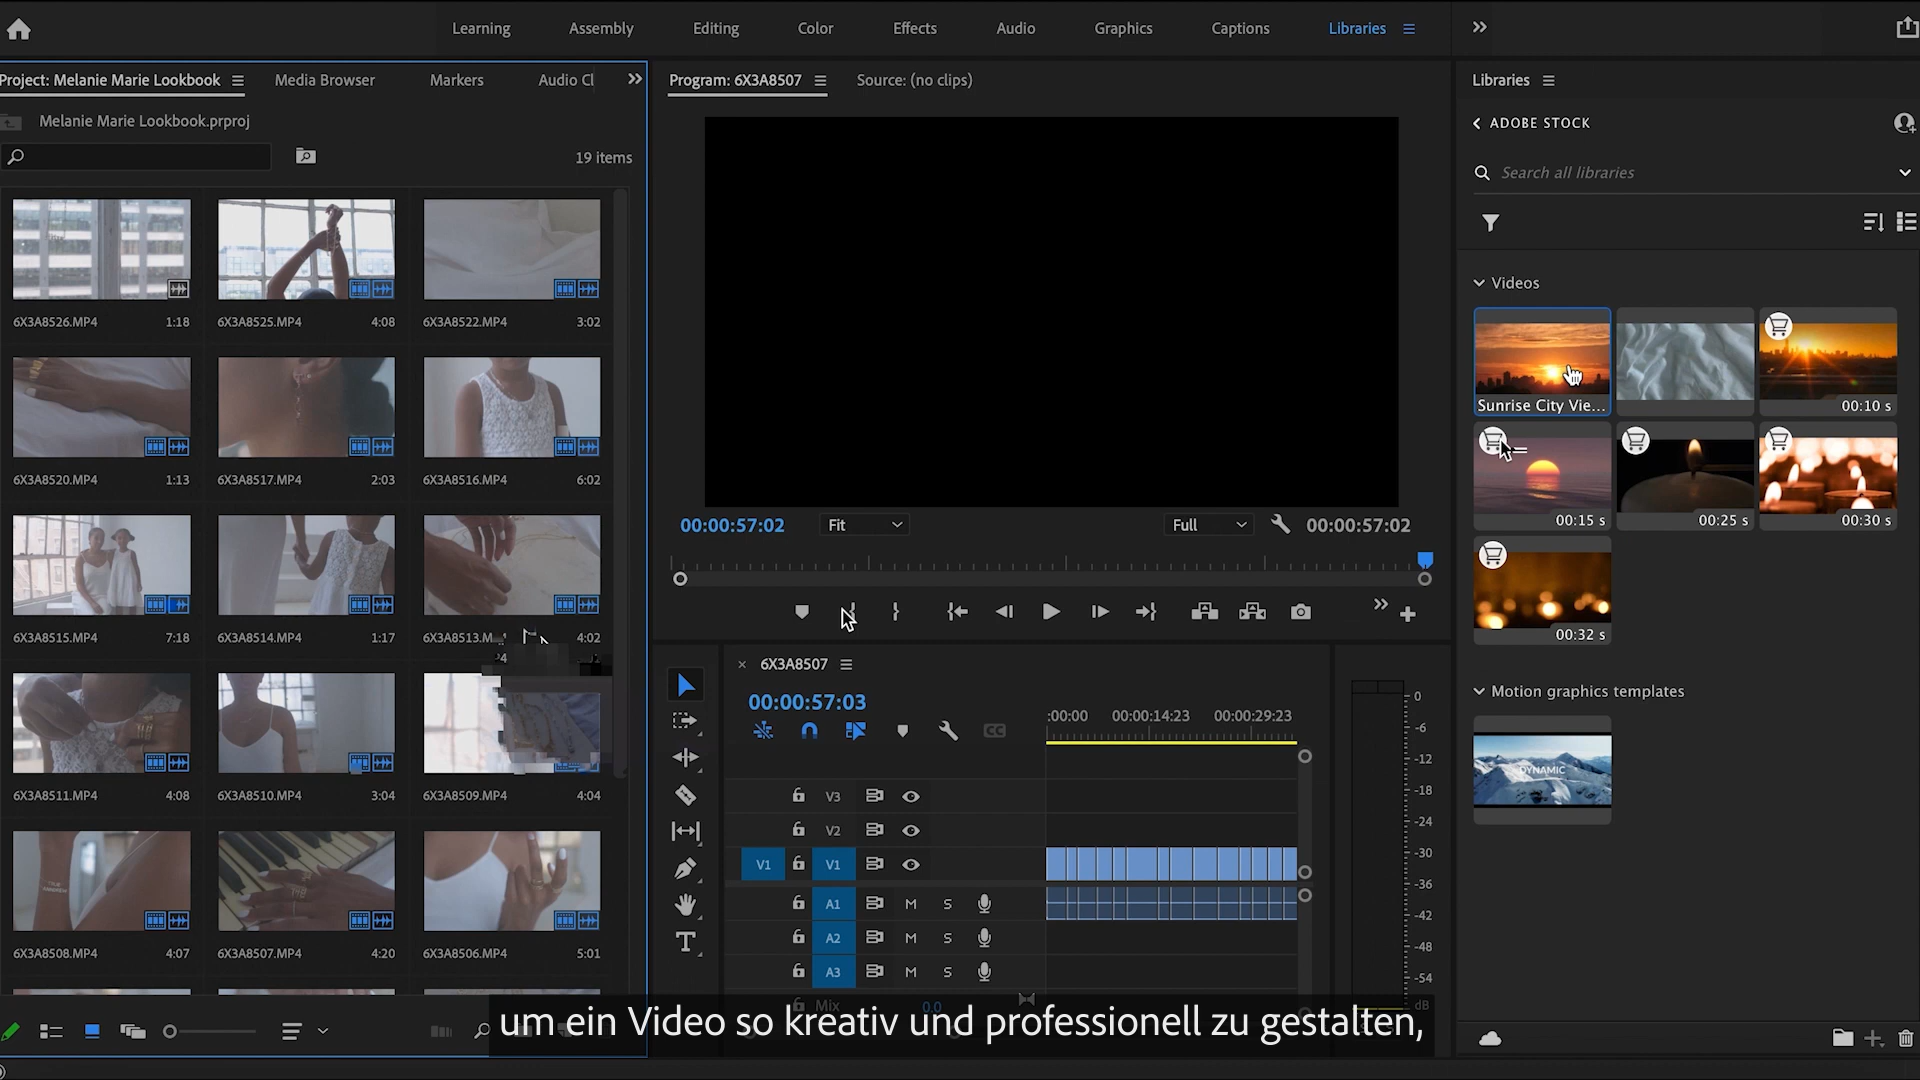 Learning Assembly Editing Color Effects Audio Graphics Captions Libraries
Project: Melanie Marie Lookbook Media Browser Markers Audio Cl
Melanie Marie Lookbook.prproj
19 items
6X3A8526.MP4 1:18 6X3A8525.MP4 4:08 6X3A8522.MP4 3:02
6X3A8520.MP4 1:13 6X3A8517.MP4 2:03 6X3A8516.MP4 6:02
6X3A8515.MP4 7:18 6X3A8514.MP4 1:17 6X3A8513.M 4:02
6X3A8511.MP4 4:08 6X3A8510.MP4 3:04 6X3A8509.MP4 4:04
6X3A8508.MP4 4:07 6X3A8507.MP4 4:20 6X3A8506.MP4 5:01
Program: 6X3A8507 Source: (no clips)
00:00:57:02 Fit Full 00:00:57:02
× 6X3A8507
00:00:57:03
:00:00 00:00:14:23 00:00:29:23
V3
V2
V1 V1
A1 M S
A2 M S
A3 M S
Mix 0.0
0
-6
-12
-18
-24
-30
-36
-42
-48
-54
dB
Libraries
ADOBE STOCK
Search all libraries
Videos
Sunrise City Vie... 00:10 s
00:15 s 00:25 s 00:30 s
00:32 s
Motion graphics templates
DYNAMIC
um ein Video so kreativ und professionell zu gestalten,